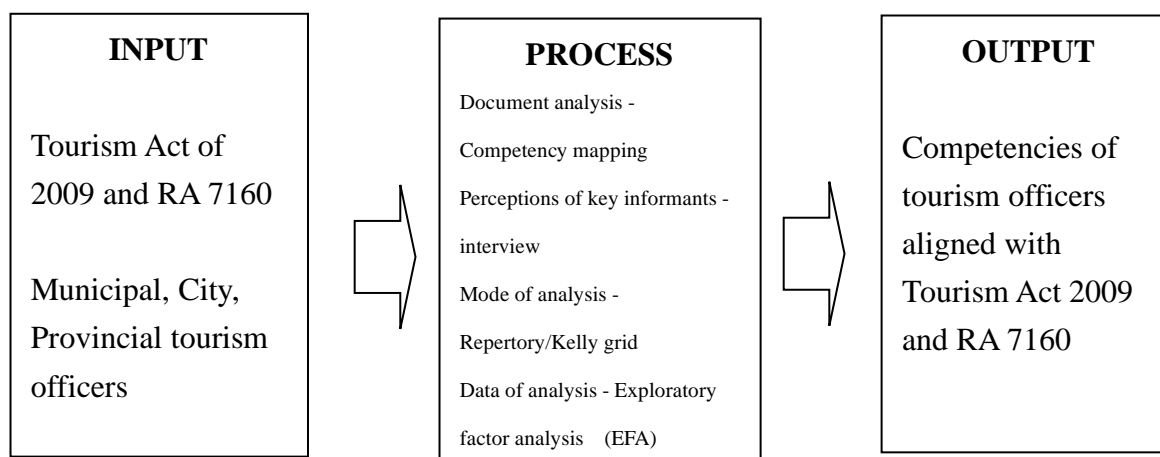 INPUT
Tourism Act of
2009 and RA 7160
Municipal, City,
Provincial tourism
officers
PROCESS
Document analysis -
Competency mapping
Perceptions of key informants -
interview
Mode of analysis -
Repertory/Kelly grid
Data of analysis - Exploratory
factor analysis (EFA)
OUTPUT
Competencies of
tourism officers
aligned with
Tourism Act 2009
and RA 7160